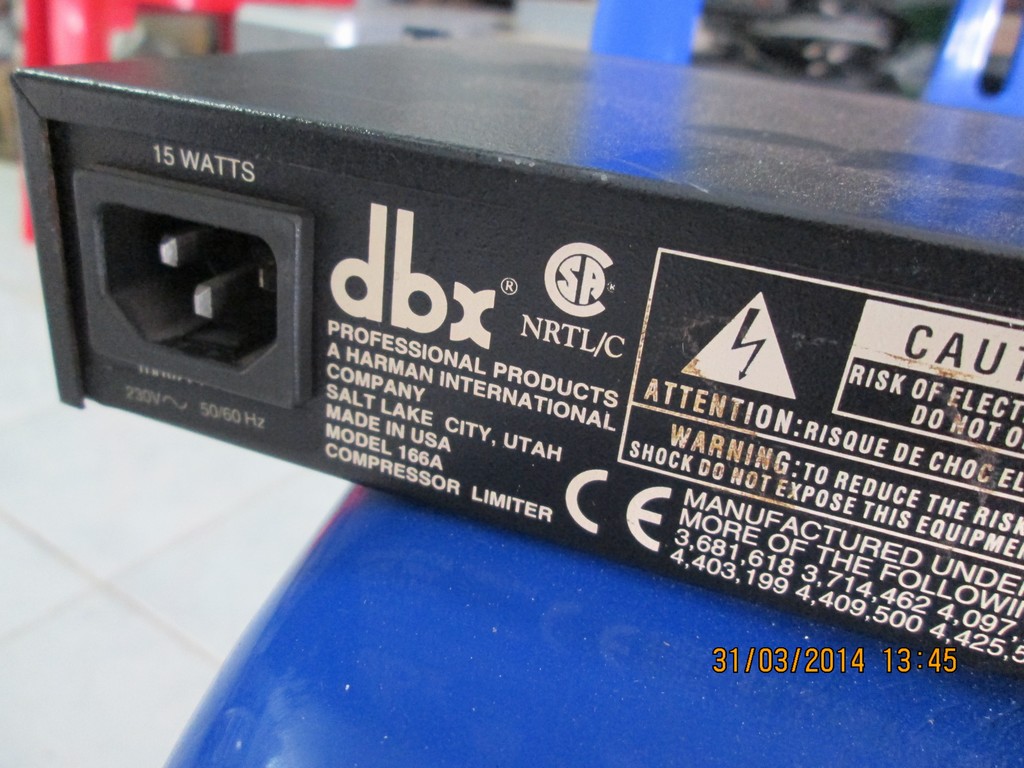 15 WATTS
230V 50/60 Hz
dbx®
SA
NRTL/C
PROFESSIONAL PRODUCTS
A HARMAN INTERNATIONAL
COMPANY
SALT LAKE CITY, UTAH
MADE IN USA
MODEL 166A
COMPRESSOR LIMITER
CE
CAUT
RISK OF ELECT
DO NOT O
ATTENTION: RISQUE DE CHOC EL
WARNING: TO REDUCE THE RISK
SHOCK DO NOT EXPOSE THIS EQUIPME
MANUFACTURED UNDE
MORE OF THE FOLLOWI
3,681,618 3,714,462 4,097,
4,403,199 4,409,500 4,425,5
31/03/2014 13:45